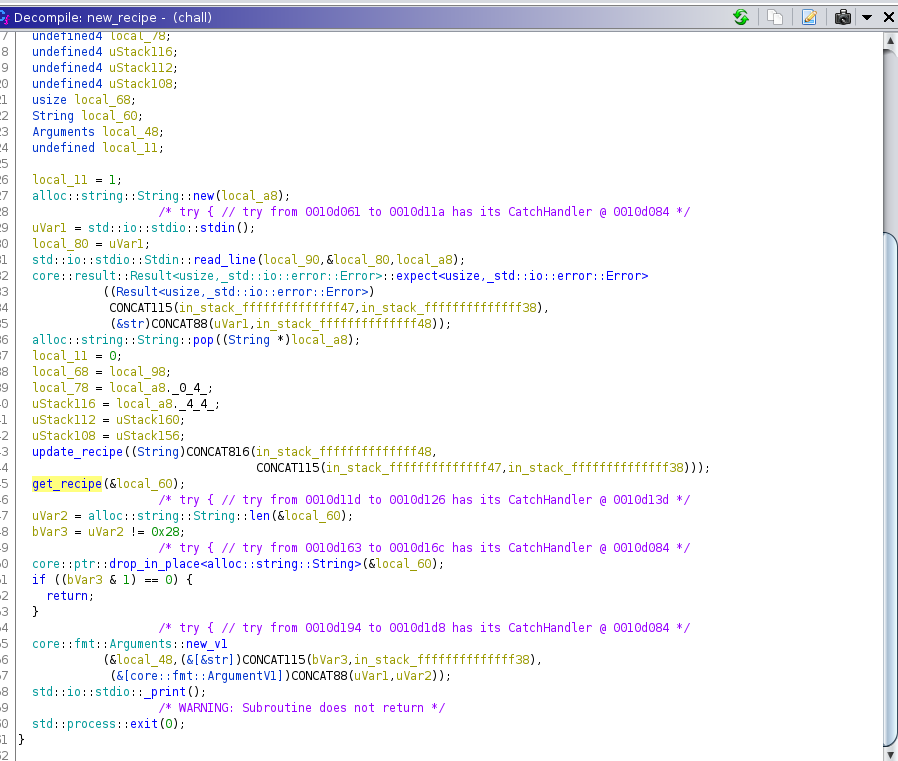 Decompile: new_recipe - (chall)
7 undefined4 local_78;
8 undefined4 uStack116;
9 undefined4 uStack112;
20 undefined4 uStack108;
21 usize local_68;
22 String local_60;
23 Arguments local_48;
24 undefined local_11;
25
26 local_11 = 1;
27 alloc::string::String::new(local_a8);
28 /* try { // try from 0010d061 to 0010d11a has its CatchHandler @ 0010d084 */
29 uVar1 = std::io::stdio::stdin();
30 local_80 = uVar1;
31 std::io::stdio::Stdin::read_line(local_90,&local_80,local_a8);
32 core::result::Result<usize,_std::io::error::Error>::expect<usize,_std::io::error::Error>
33 ((Result<usize,_std::io::error::Error>)
34 CONCAT115(in_stack_ffffffffffffff47,in_stack_ffffffffffffff38),
35 (&str)CONCAT88(uVar1,in_stack_ffffffffffffff48));
36 alloc::string::String::pop((String *)local_a8);
37 local_11 = 0;
38 local_68 = local_98;
39 local_78 = local_a8._0_4_;
40 uStack116 = local_a8._4_4_;
41 uStack112 = uStack160;
42 uStack108 = uStack156;
43 update_recipe((String)CONCAT816(in_stack_ffffffffffffff48,
44 CONCAT115(in_stack_ffffffffffffff47,in_stack_ffffffffffffff38)));
45 get_recipe(&local_60);
46 /* try { // try from 0010d11d to 0010d126 has its CatchHandler @ 0010d13d */
47 uVar2 = alloc::string::String::len(&local_60);
48 bVar3 = uVar2 != 0x28;
49 /* try { // try from 0010d163 to 0010d16c has its CatchHandler @ 0010d084 */
50 core::ptr::drop_in_place<alloc::string::String>(&local_60);
51 if ((bVar3 & 1) == 0) {
52 return;
53 }
54 /* try { // try from 0010d194 to 0010d1d8 has its CatchHandler @ 0010d084 */
55 core::fmt::Arguments::new_v1
56 (&local_48,(&[&str])CONCAT115(bVar3,in_stack_ffffffffffffff38),
57 (&[core::fmt::ArgumentV1])CONCAT88(uVar1,uVar2));
58 std::io::stdio::_print();
59 /* WARNING: Subroutine does not return */
60 std::process::exit(0);
61 }
62